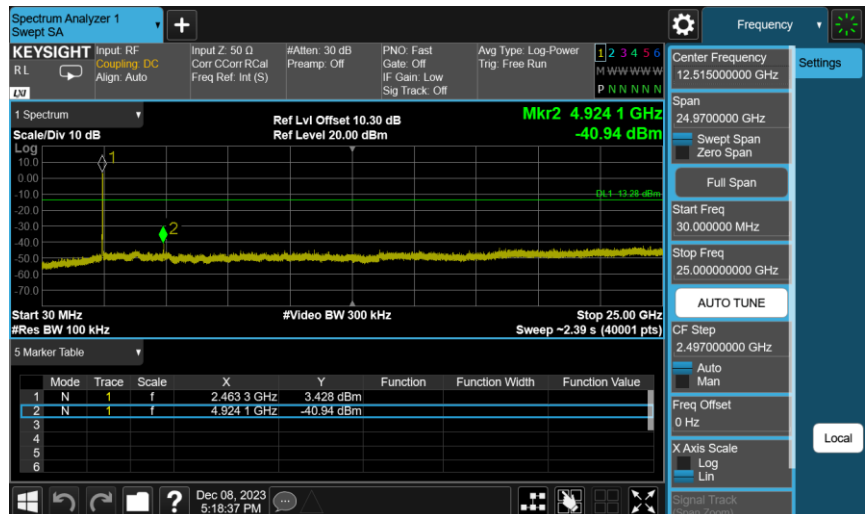 Spectrum Analyzer 1
Swept SA
+
Frequency
KEYSIGHT
R L
LXI
Input: RF
Coupling: DC
Align: Auto
Input Z: 50 Ω
Corr CCorr RCal
Freq Ref: Int (S)
#Atten: 30 dB
Preamp: Off
PNO: Fast
Gate: Off
IF Gain: Low
Sig Track: Off
Avg Type: Log-Power
Trig: Free Run
1 2 3 4 5 6
M W W W W W
P N N N N N
1 Spectrum
Scale/Div 10 dB
Ref Lvl Offset 10.30 dB
Ref Level 20.00 dBm
Mkr2 4.924 1 GHz
-40.94 dBm
Log
10.0
0.00
-10.0
-20.0
-30.0
-40.0
-50.0
-60.0
-70.0
1
2
DL1 -13.28 dBm
Start 30 MHz
#Res BW 100 kHz
#Video BW 300 kHz
Stop 25.00 GHz
Sweep ~2.39 s (40001 pts)
5 Marker Table
Mode Trace Scale X Y Function Function Width Function Value
1 N 1 f 2.463 3 GHz 3.428 dBm
2 N 1 f 4.924 1 GHz -40.94 dBm
3
4
5
6
Center Frequency
12.515000000 GHz
Span
24.9700000 GHz
Swept Span
Zero Span
Full Span
Start Freq
30.000000 MHz
Stop Freq
25.000000000 GHz
AUTO TUNE
CF Step
2.497000000 GHz
Auto
Man
Freq Offset
0 Hz
X Axis Scale
Log
Lin
Signal Track
(Span Zoom)
Settings
Local
?
Dec 08, 2023
5:18:37 PM